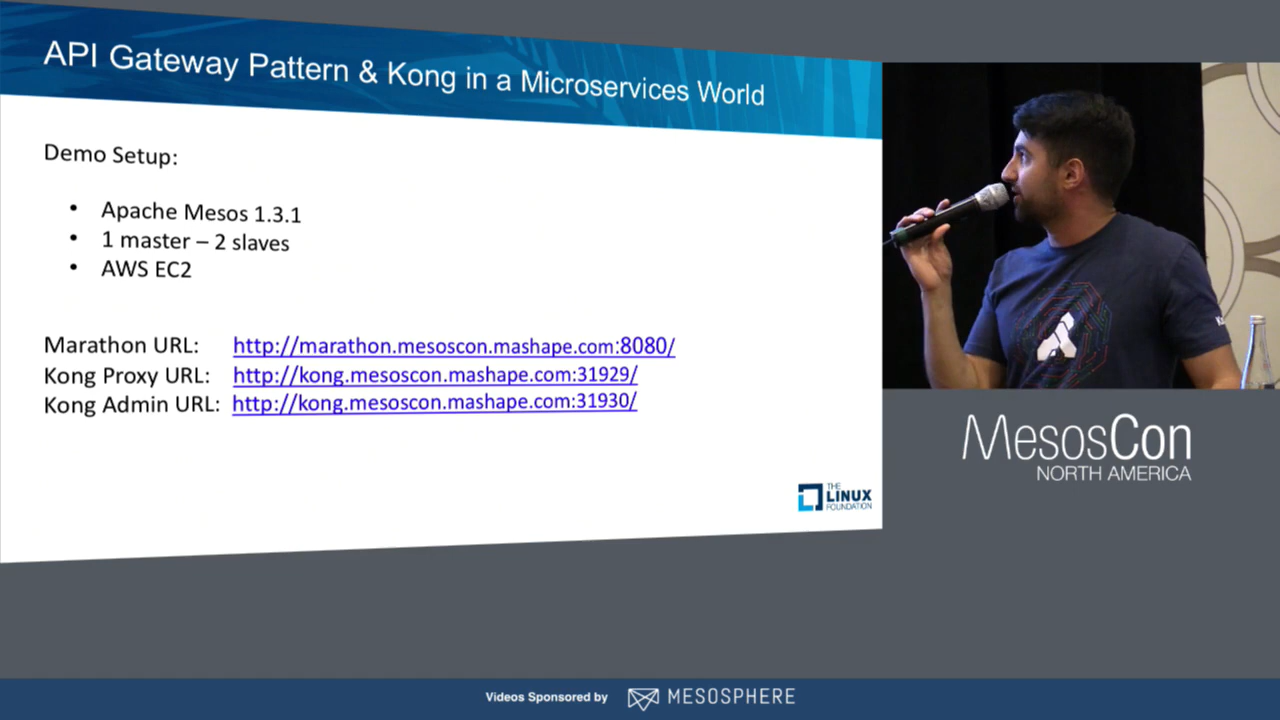 API Gateway Pattern & Kong in a Microservices World
Demo Setup:
• Apache Mesos 1.3.1
• 1 master – 2 slaves
• AWS EC2
Marathon URL: http://marathon.mesoscon.mashape.com:8080/
Kong Proxy URL: http://kong.mesoscon.mashape.com:31929/
Kong Admin URL: http://kong.mesoscon.mashape.com:31930/
THE
LINUX
FOUNDATION
MesosCon
NORTH AMERICA
Videos Sponsored by MESOSPHERE